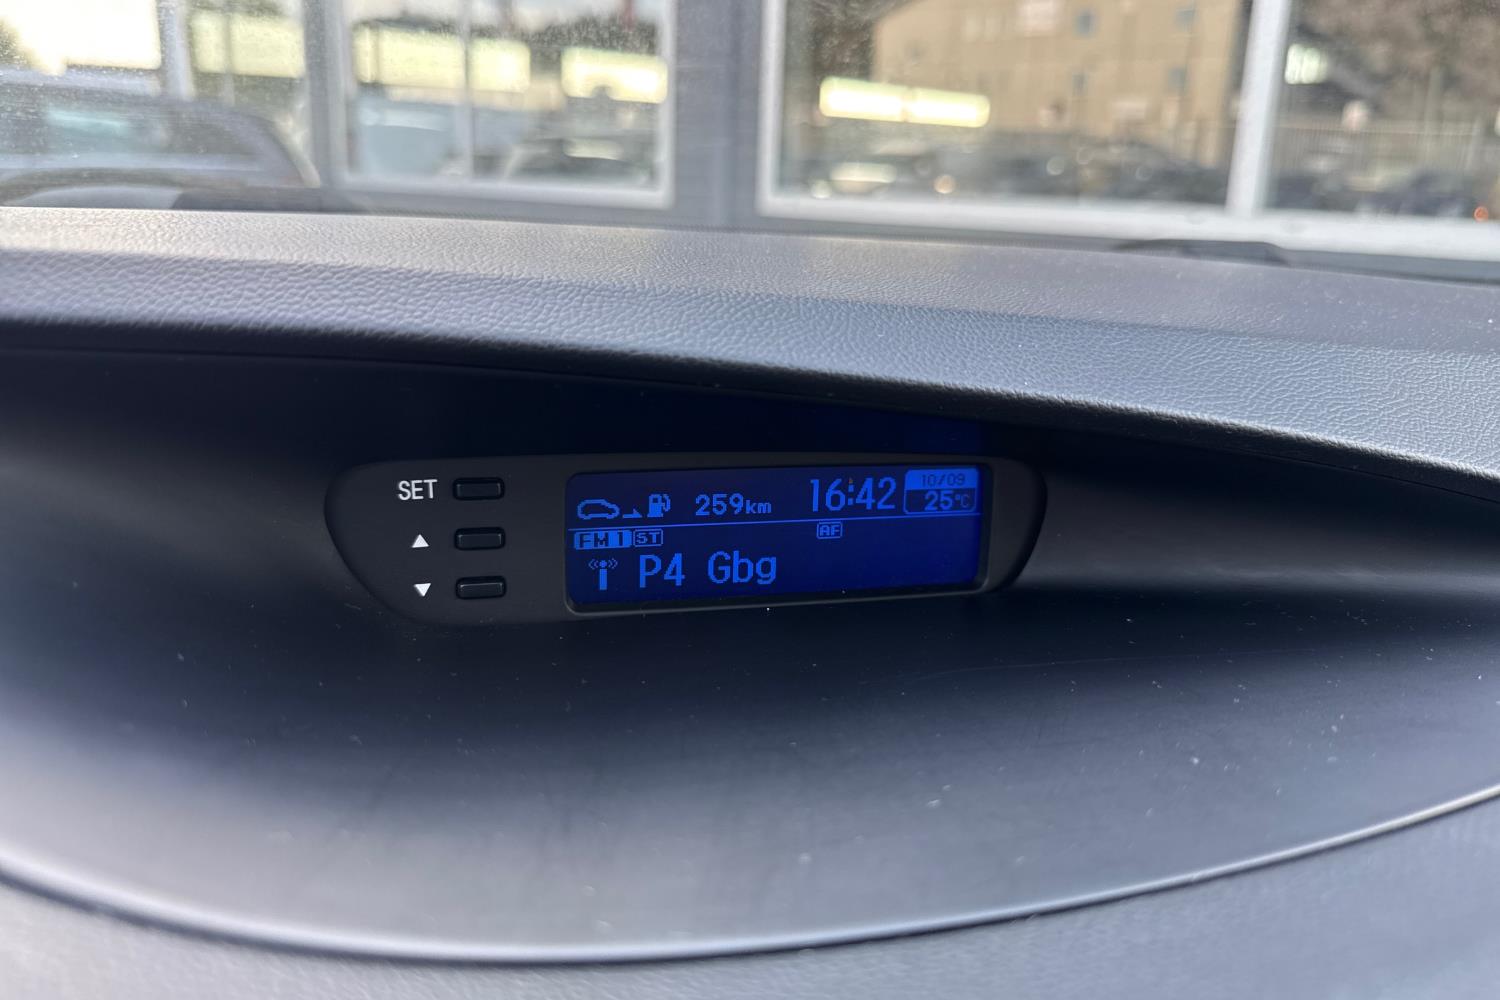 SET
259km 16:42 10/09
25°C
FM1 ST AF
P4 Gbg